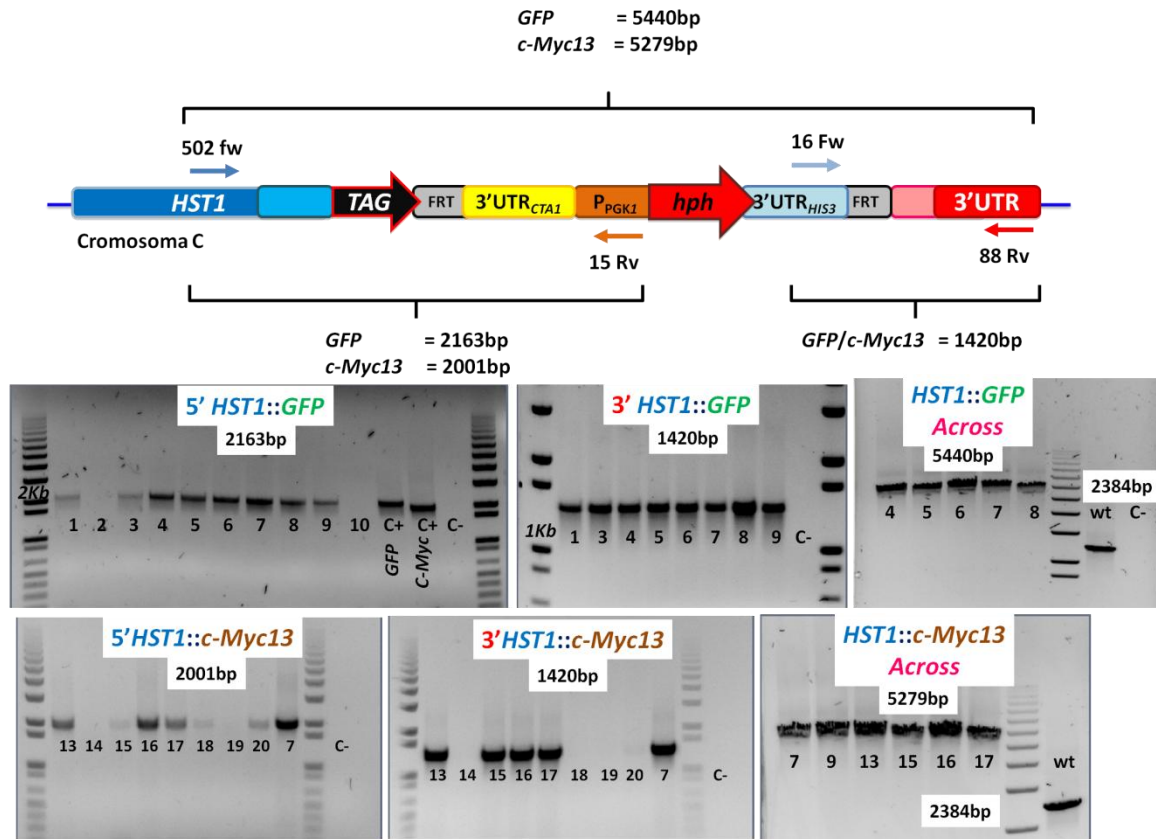 GFP = 5440bp
c-Myc13 = 5279bp
502 fw
16 Fw
HST1 TAG FRT 3'UTRCTA1 PPGK1 hph 3'UTRHIS3 FRT 3'UTR
Cromosoma C
15 Rv
88 Rv
GFP = 2163bp
c-Myc13 = 2001bp
GFP/c-Myc13 = 1420bp
5' HST1::GFP
2163bp
2Kb
1 2 3 4 5 6 7 8 9 10 C+ C+ C-
GFP C-Myc
3' HST1::GFP
1420bp
1Kb
1 3 4 5 6 7 8 9 C-
HST1::GFP
Across
5440bp
2384bp
4 5 6 7 8 wt C-
5'HST1::c-Myc13
2001bp
13 14 15 16 17 18 19 20 7 C-
3'HST1::c-Myc13
1420bp
13 14 15 16 17 18 19 20 7 C-
HST1::c-Myc13
Across
5279bp
7 9 13 15 16 17 wt
2384bp